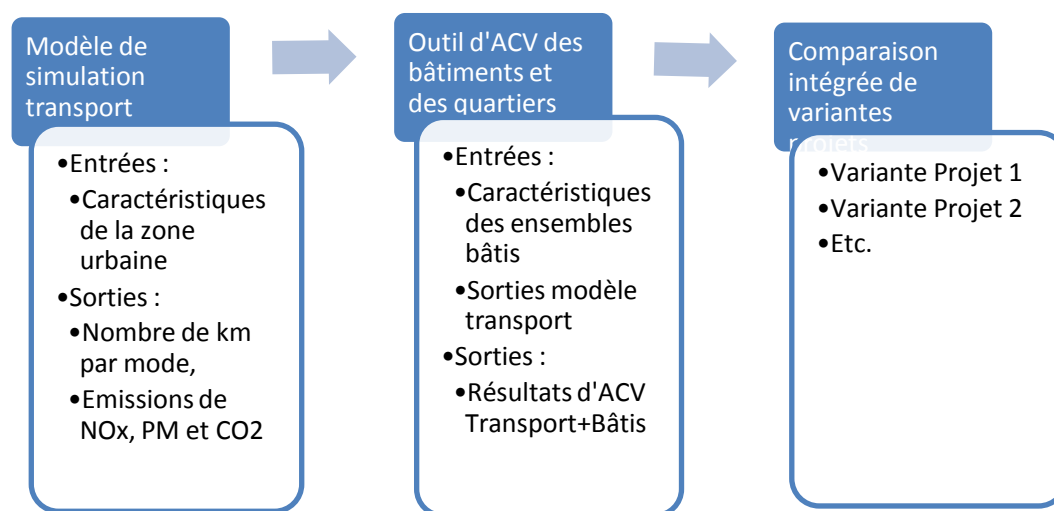 Modèle de
simulation
transport
•Entrées :
•Caractéristiques
de la zone
urbaine
•Sorties :
•Nombre de km
par mode,
•Emissions de
NOx, PM et CO2
Outil d'ACV des
bâtiments et
des quartiers
•Entrées :
•Caractéristiques
des ensembles
bâtis
•Sorties modèle
transport
•Sorties :
•Résultats d'ACV
Transport+Bâtis
Comparaison
intégrée de
variantes
projets
•Variante Projet 1
•Variante Projet 2
•Etc.